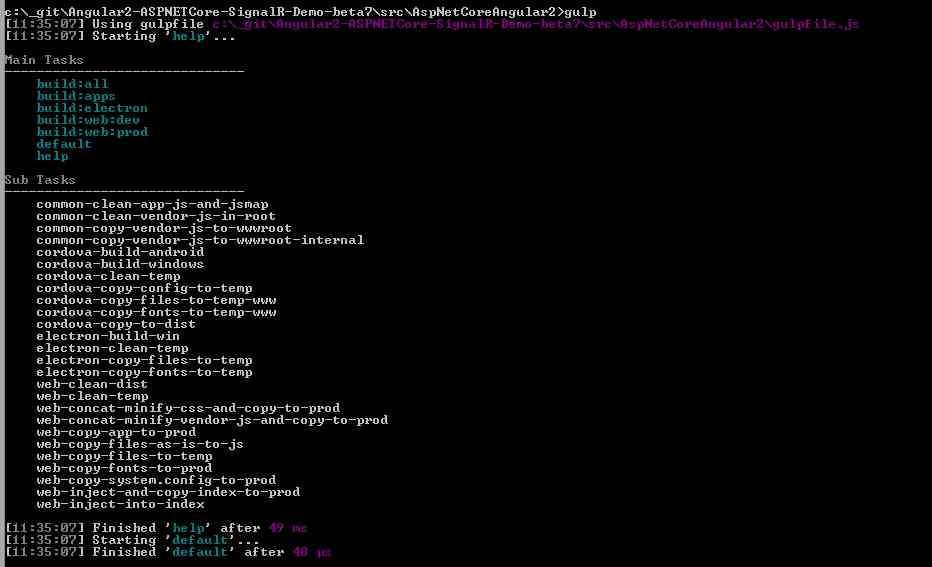 c:\_git\Angular2-ASPNETCore-SignalR-Demo-beta7\src\AspNetCoreAngular2>gulp
[11:35:07] Using gulpfile c:\_git\Angular2-ASPNETCore-SignalR-Demo-beta7\src\AspNetCoreAngular2\gulpfile.js
[11:35:07] Starting 'help'...
Main Tasks
------------------------------
build:all
build:apps
build:electron
build:web:dev
build:web:prod
default
help
Sub Tasks
------------------------------
common-clean-app-js-and-jsmap
common-clean-vendor-js-in-root
common-copy-vendor-js-to-wwwroot
common-copy-vendor-js-to-wwwroot-internal
cordova-build-android
cordova-build-windows
cordova-clean-temp
cordova-copy-config-to-temp
cordova-copy-files-to-temp-www
cordova-copy-fonts-to-temp-www
cordova-copy-to-dist
electron-build-win
electron-clean-temp
electron-copy-files-to-temp
electron-copy-fonts-to-temp
web-clean-dist
web-clean-temp
web-concat-minify-css-and-copy-to-prod
web-concat-minify-vendor-js-and-copy-to-prod
web-copy-app-to-prod
web-copy-files-as-is-to-js
web-copy-files-to-temp
web-copy-fonts-to-prod
web-copy-system.config-to-prod
web-inject-and-copy-index-to-prod
web-inject-into-index
[11:35:07] Finished 'help' after 49 ms
[11:35:07] Starting 'default'...
[11:35:07] Finished 'default' after 40 μs